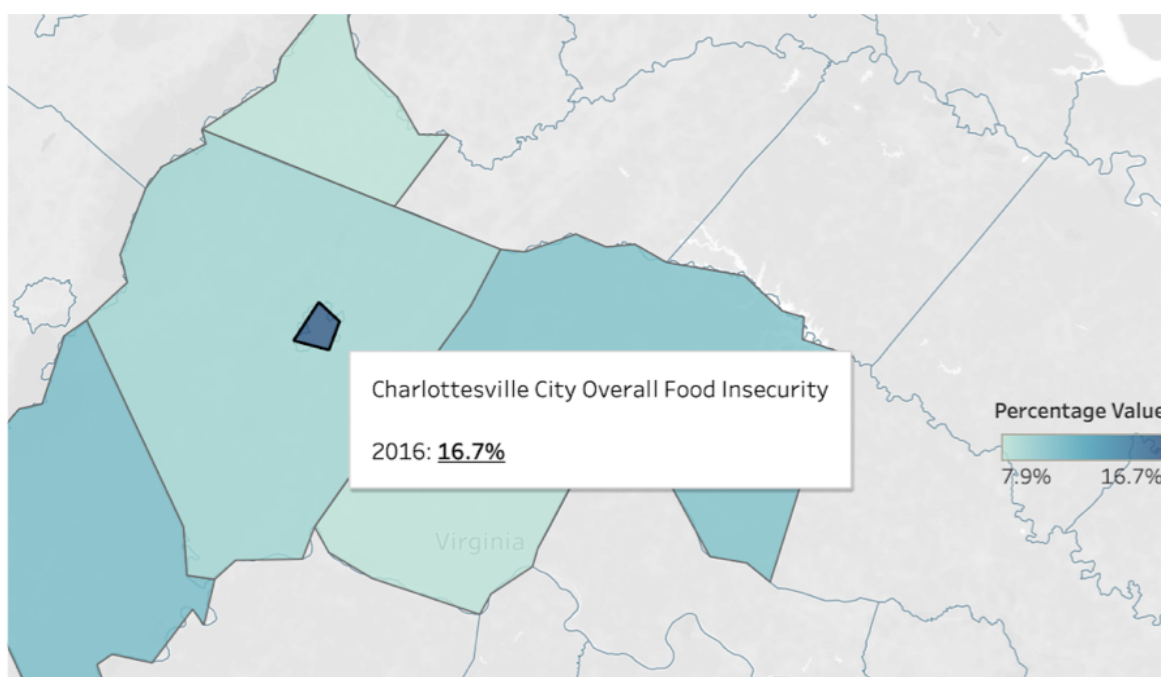 Charlottesville City Overall Food Insecurity
2016: 16.7%
Percentage Value
7.9% 16.7%
Virginia